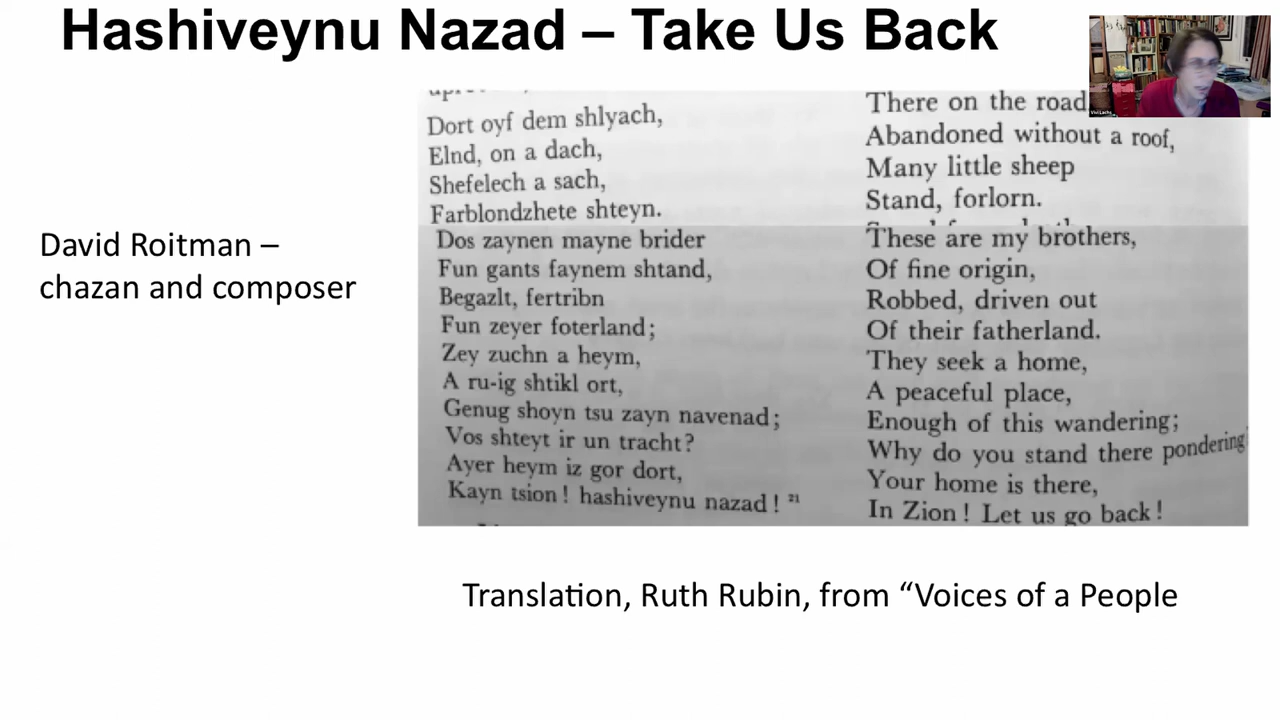 Hashiveynu Nazad – Take Us Back
David Roitman –
chazan and composer
Dort oyf dem shlyach,
Elnd, on a dach,
Shefelech a sach,
Farblondzhete shteyn.
Dos zaynen mayne brider
Fun gants faynem shtand,
Begazlt, fertribn
Fun zeyer foterland;
Zey zuchn a heym,
A ru-ig shtikl ort,
Genug shoyn tsu zayn navenad;
Vos shteyt ir un tracht?
Ayer heym iz gor dort,
Kayn tsion! hashiveynu nazad! 21
There on the road
Abandoned without a roof,
Many little sheep
Stand, forlorn.
These are my brothers,
Of fine origin,
Robbed, driven out
Of their fatherland.
They seek a home,
A peaceful place,
Enough of this wandering;
Why do you stand there pondering
Your home is there,
In Zion! Let us go back!
Translation, Ruth Rubin, from “Voices of a People